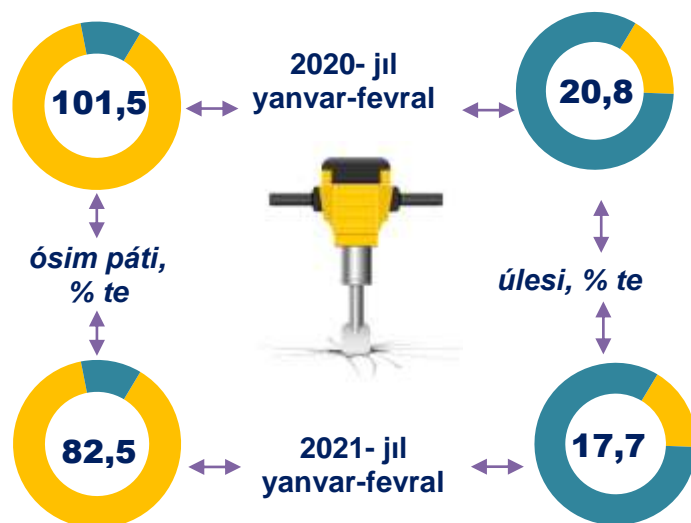 101,5
2020- jıl
yanvar-fevral
20,8
ósim páti,
% te
úlesi, % te
82,5
2021- jıl
yanvar-fevral
17,7